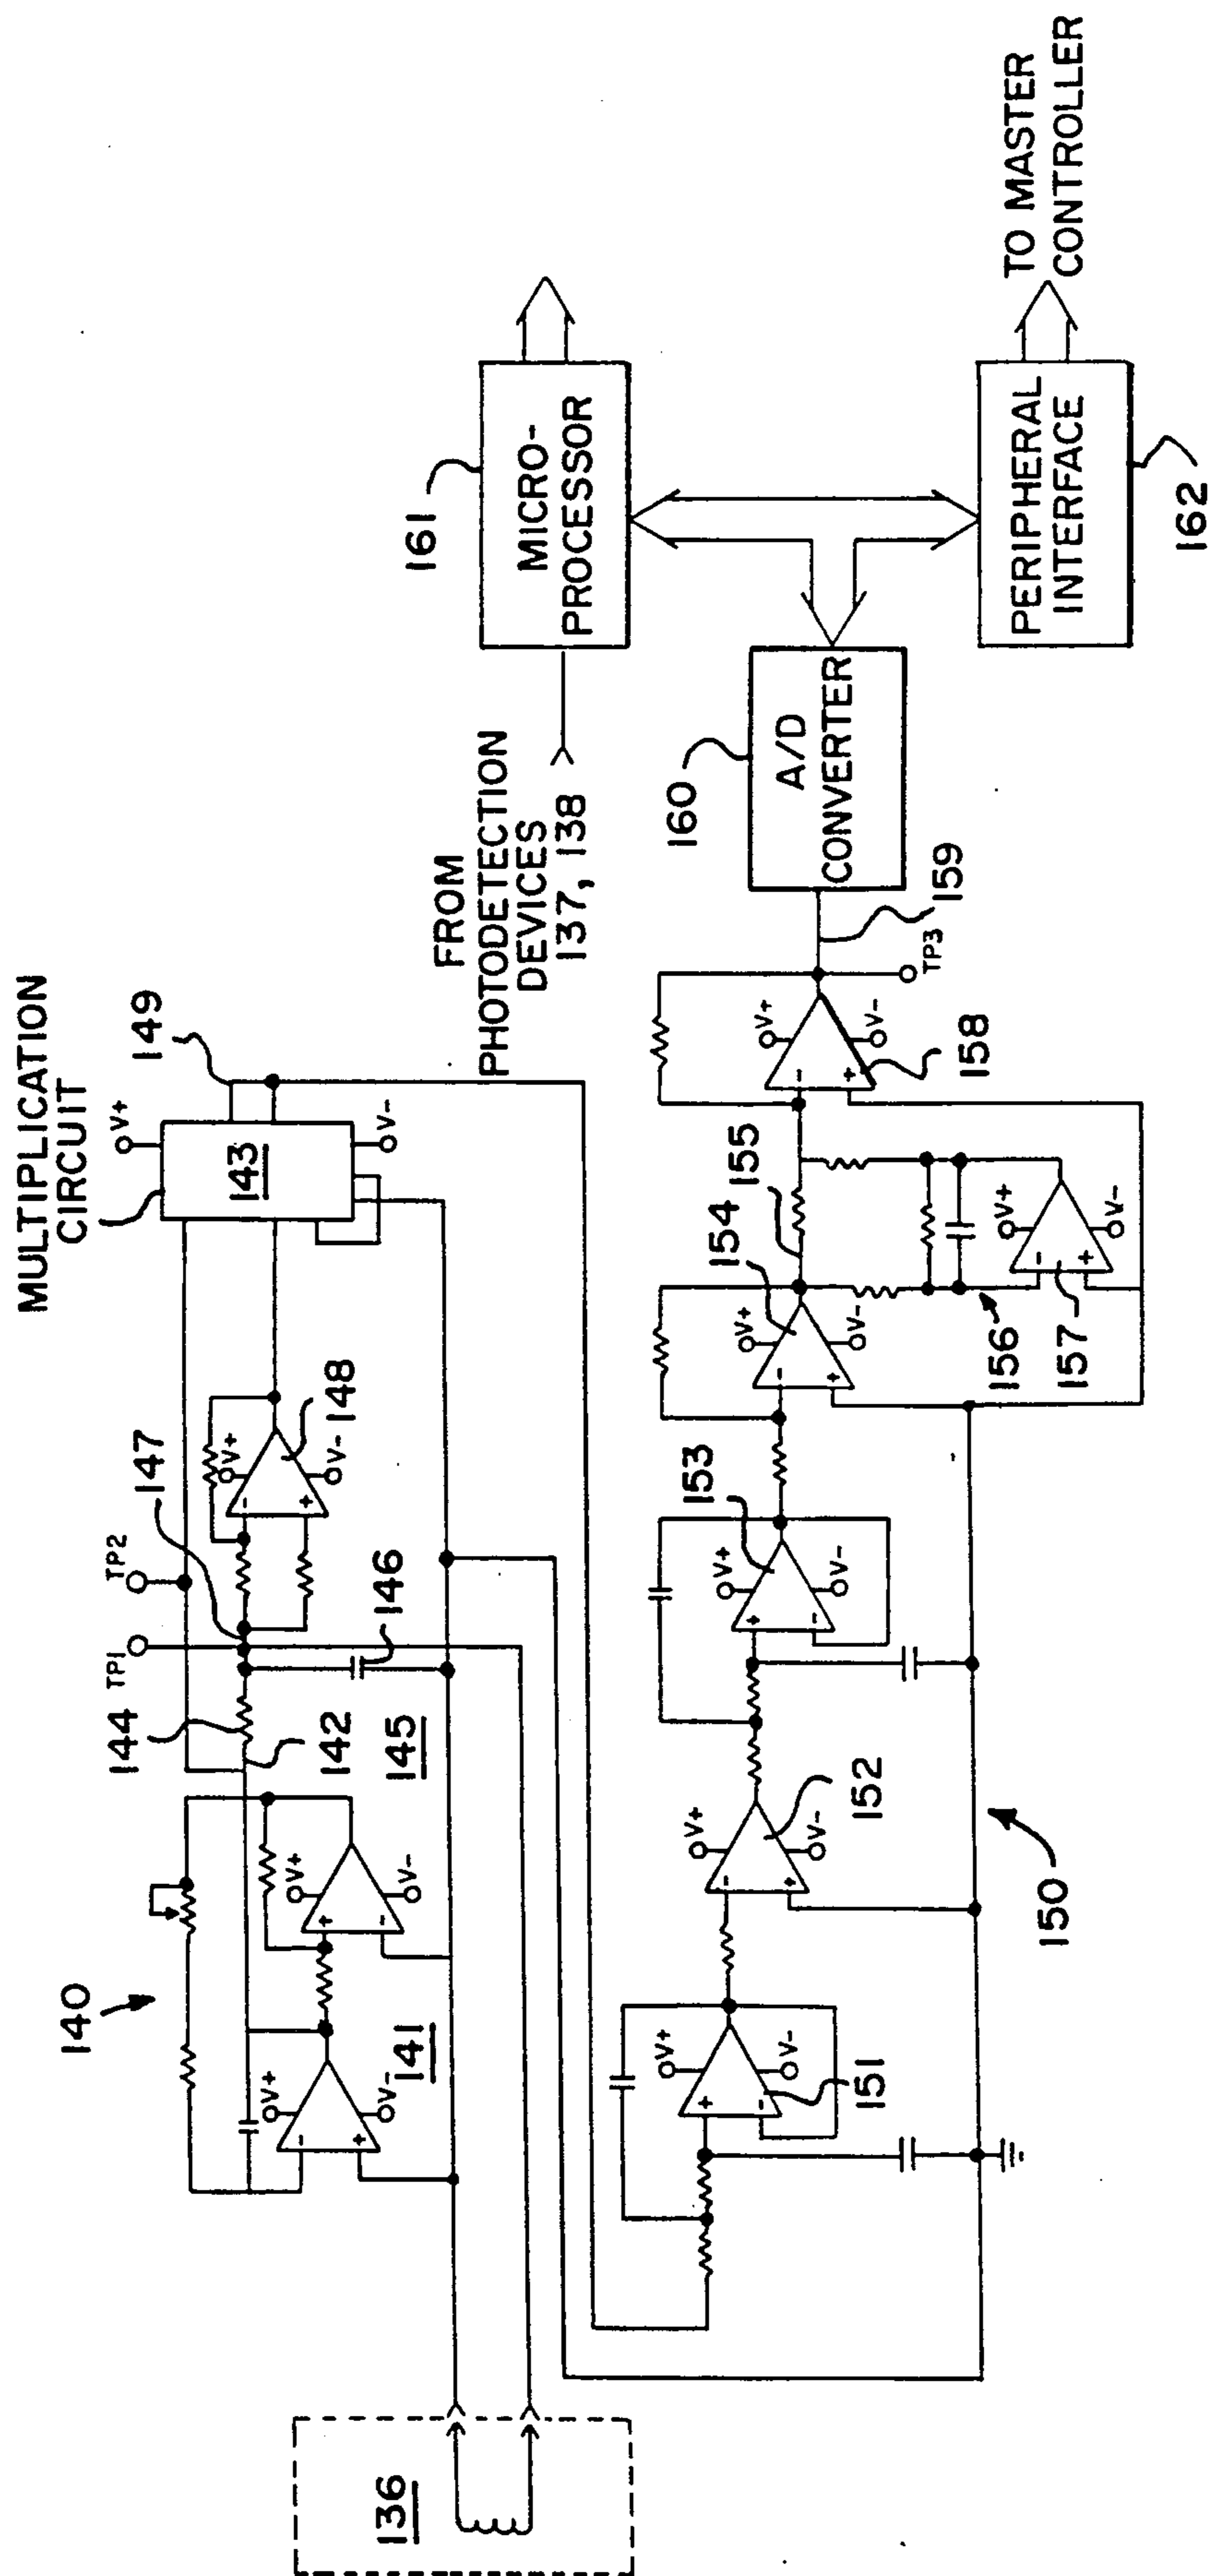 MULTIPLICATION
CIRCUIT
149
V+
143
V-
TP1
TP2
147
144
142
145
146
148
V+
V-
-
+
140
141
V+
V-
-
+
V+
V-
+
-
136
FROM
PHOTODETECTION
DEVICES
137, 138
161
MICRO-
PROCESSOR
160
A/D
CONVERTER
159
TP3
PERIPHERAL
INTERFACE
162
TO MASTER
CONTROLLER
150
151
V+
V-
+
-
152
V+
V-
-
+
153
V+
V-
+
-
154
V+
V-
-
+
155
156
157
V+
V-
-
+
158
V+
V-
-
+